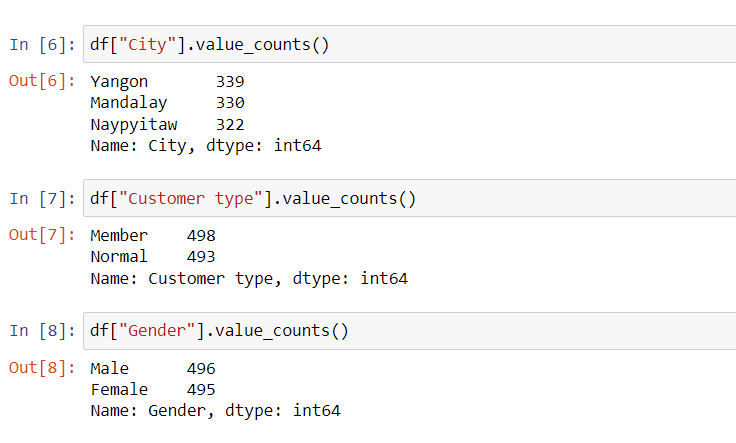 In [6]: df["City"].value_counts()
Out[6]: Yangon       339
Mandalay     330
Naypyitaw    322
Name: City, dtype: int64
In [7]: df["Customer type"].value_counts()
Out[7]: Member    498
Normal    493
Name: Customer type, dtype: int64
In [8]: df["Gender"].value_counts()
Out[8]: Male      496
Female    495
Name: Gender, dtype: int64